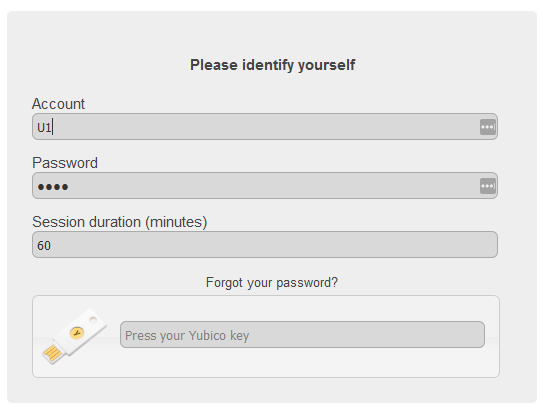 Please identify yourself
Account
U1
Password
••••
Session duration (minutes)
60
Forgot your password?
Press your Yubico key